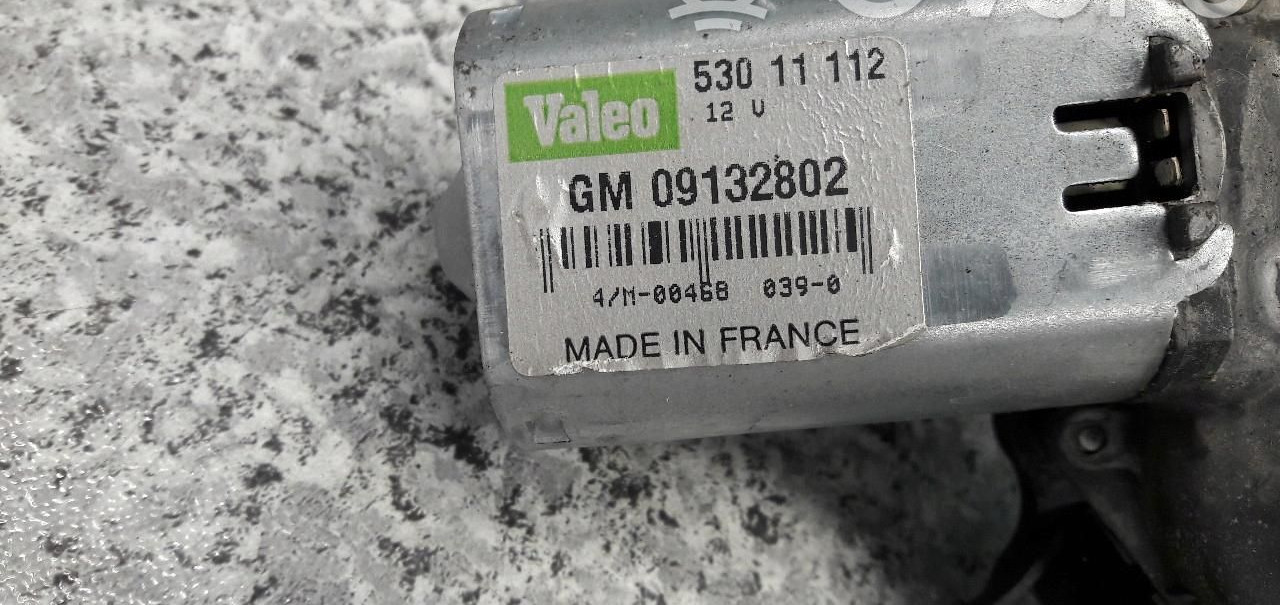 Valeo
530 11 112
12 V
GM 09132802
4/M-00468 039-0
MADE IN FRANCE